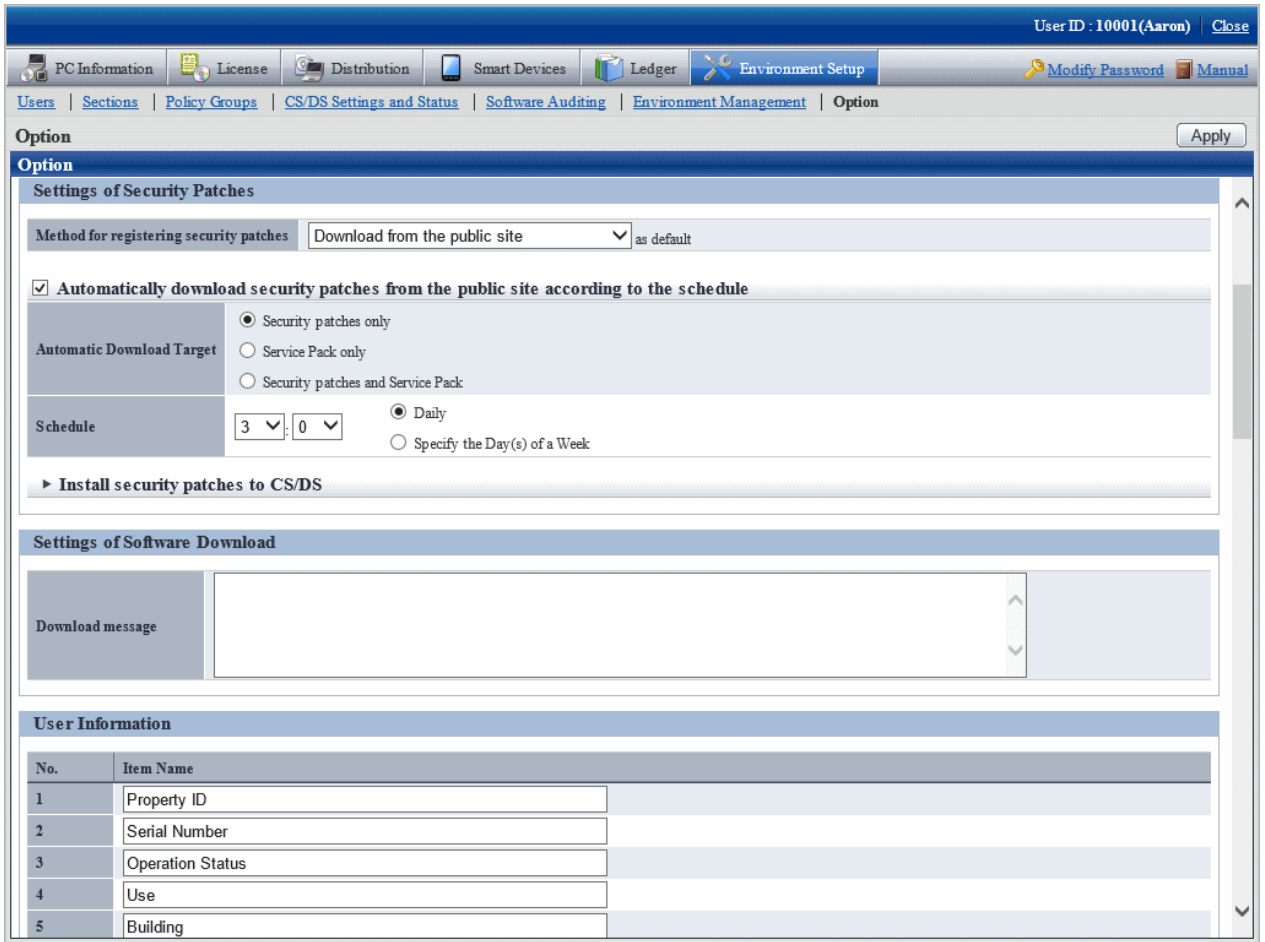 User ID : 10001(Aaron) Close
PC Information License Distribution Smart Devices Ledger Environment Setup Modify Password Manual
Users | Sections | Policy Groups | CS/DS Settings and Status | Software Auditing | Environment Management | Option
Option Apply
Option
Settings of Security Patches
Method for registering security patches Download from the public site as default
Automatically download security patches from the public site according to the schedule
Security patches only
Automatic Download Target Service Pack only
Security patches and Service Pack
Schedule 3 : 0 Daily
Specify the Day(s) of a Week
Install security patches to CS/DS
Settings of Software Download
Download message
User Information
No. Item Name
1 Property ID
2 Serial Number
3 Operation Status
4 Use
5 Building